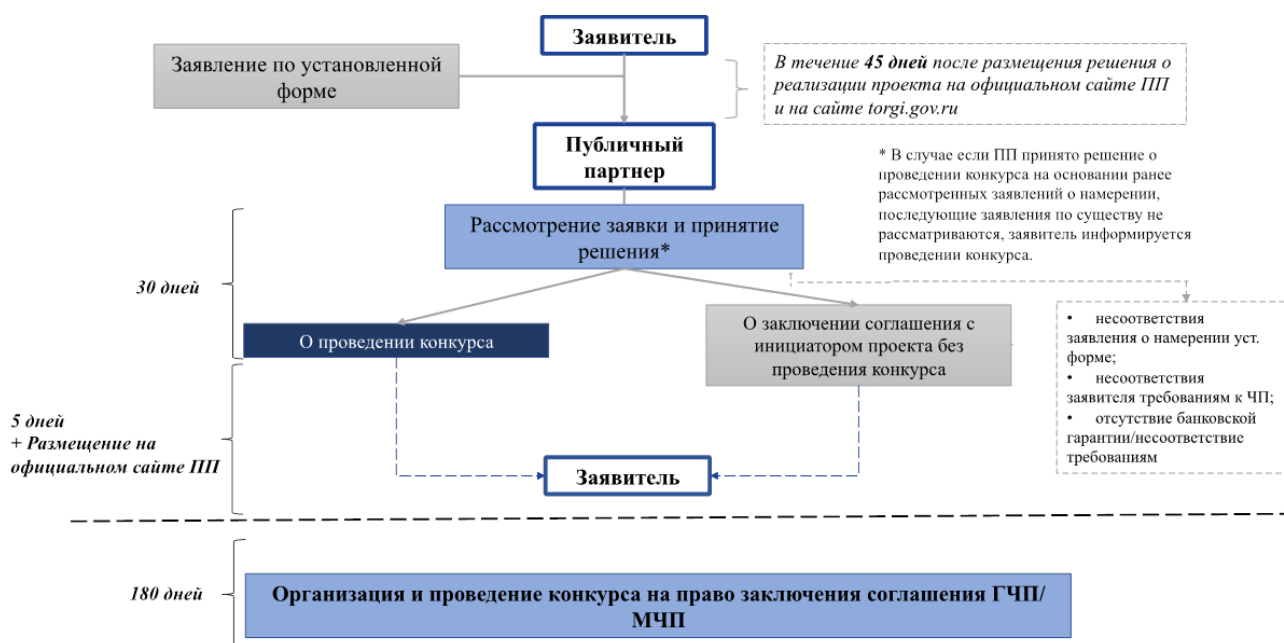 Заявитель
Заявление по установленной
форме
В течение 45 дней после размещения решения о
реализации проекта на официальном сайте ПП
и на сайте torgi.gov.ru
Публичный
партнер
* В случае если ПП принято решение о
проведении конкурса на основании ранее
рассмотренных заявлений о намерении,
последующие заявления по существу не
рассматриваются, заявитель информируется
проведении конкурса.
Рассмотрение заявки и принятие
решения*
30 дней
О проведении конкурса
О заключении соглашения с
инициатором проекта без
проведения конкурса
• несоответствия
заявления о намерении уст.
форме;
• несоответствия
заявителя требованиям к ЧП;
• отсутствие банковской
гарантии/несоответствие
требованиям
5 дней
+ Размещение на
официальном сайте ПП
Заявитель
180 дней
Организация и проведение конкурса на право заключения соглашения ГЧП/
МЧП